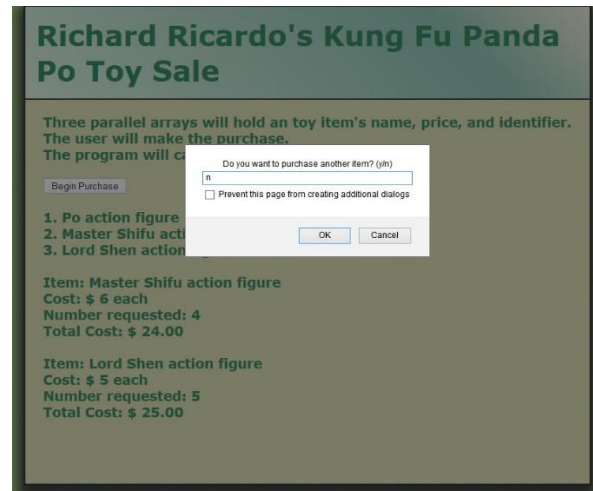 Richard Ricardo's Kung Fu Panda
Po Toy Sale
Three parallel arrays will hold an toy item's name, price, and identifier.
The user will make the purchase.
The program will ca
Do you want to purchase another item? (y/n)
n
Prevent this page from creating additional dialogs
OK Cancel
Begin Purchase
1. Po action figure
2. Master Shifu acti
3. Lord Shen action
Item: Master Shifu action figure
Cost: $ 6 each
Number requested: 4
Total Cost: $ 24.00
Item: Lord Shen action figure
Cost: $ 5 each
Number requested: 5
Total Cost: $ 25.00